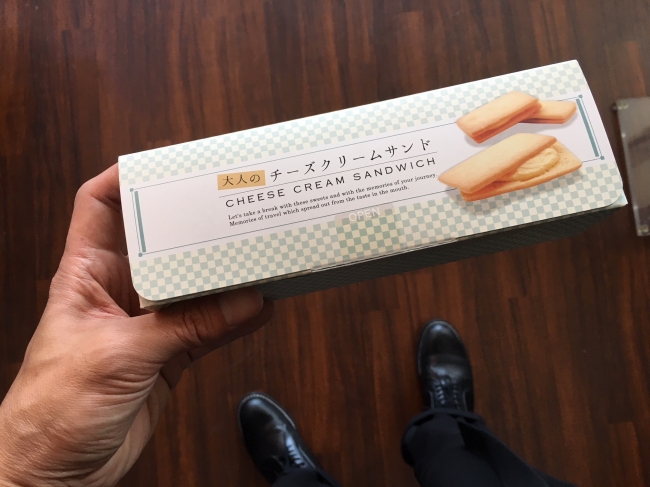 大人の チーズクリームサンド
CHEESE CREAM SANDWICH
Let's take a break with these sweets and with the memories of your journey.
Memories of travel which spread out from the taste in the mouth.
OPEN